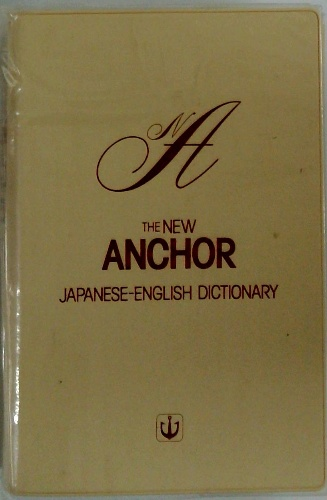 NA
THE NEW
ANCHOR
JAPANESE-ENGLISH DICTIONARY